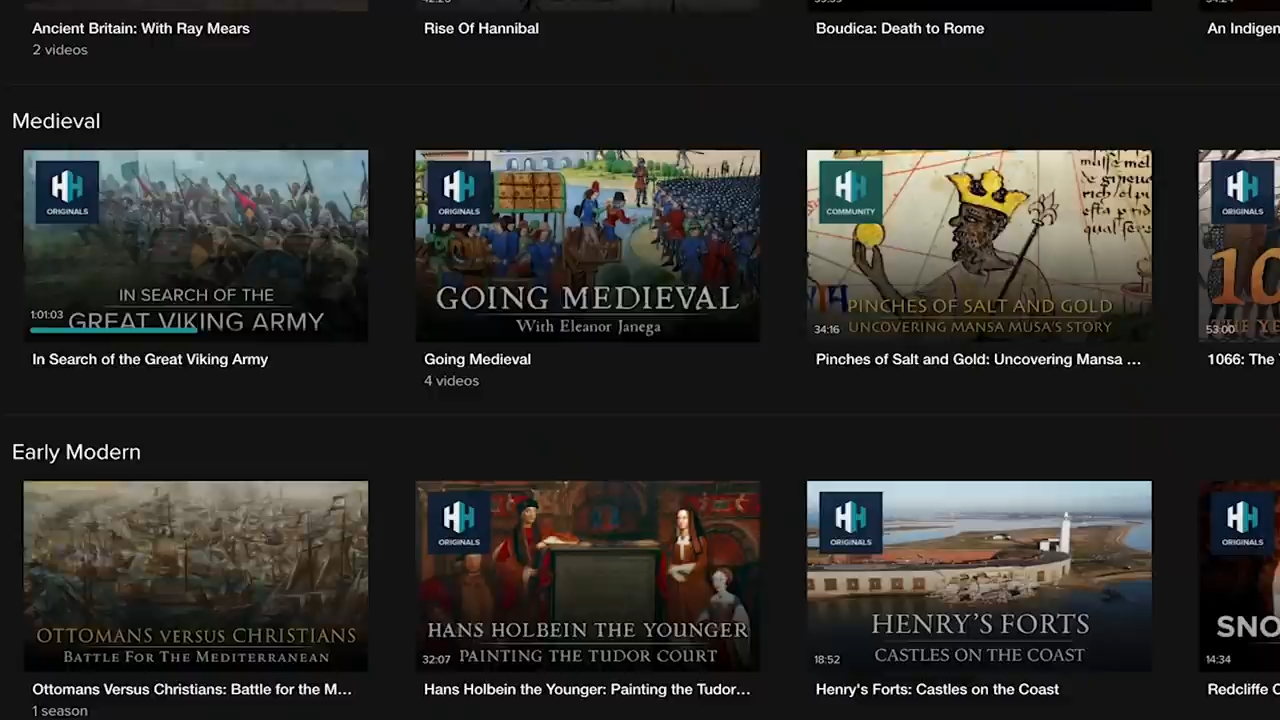 Ancient Britain: With Ray Mears
Rise Of Hannibal
Boudica: Death to Rome
An Indigen
2 videos
Medieval
H
ORIGINALS
IN SEARCH OF THE
GREAT VIKING ARMY
1:01:03
In Search of the Great Viking Army
H
ORIGINALS
GOING MEDIEVAL
With Eleanor Janega
Going Medieval
4 videos
H
COMMUNITY
PINCHES OF SALT AND GOLD
UNCOVERING MANSA MUSA'S STORY
34:16
Pinches of Salt and Gold: Uncovering Mansa ...
H
ORIGINALS
10
53:00
1066: The
Early Modern
OTTOMANS VERSUS CHRISTIANS
BATTLE FOR THE MEDITERRANEAN
Ottomans Versus Christians: Battle for the M...
1 season
H
ORIGINALS
HANS HOLBEIN THE YOUNGER
PAINTING THE TUDOR COURT
32:07
Hans Holbein the Younger: Painting the Tudor...
H
ORIGINALS
HENRY'S FORTS
CASTLES ON THE COAST
18:52
Henry's Forts: Castles on the Coast
H
ORIGINALS
SNO
14:34
Redcliffe C